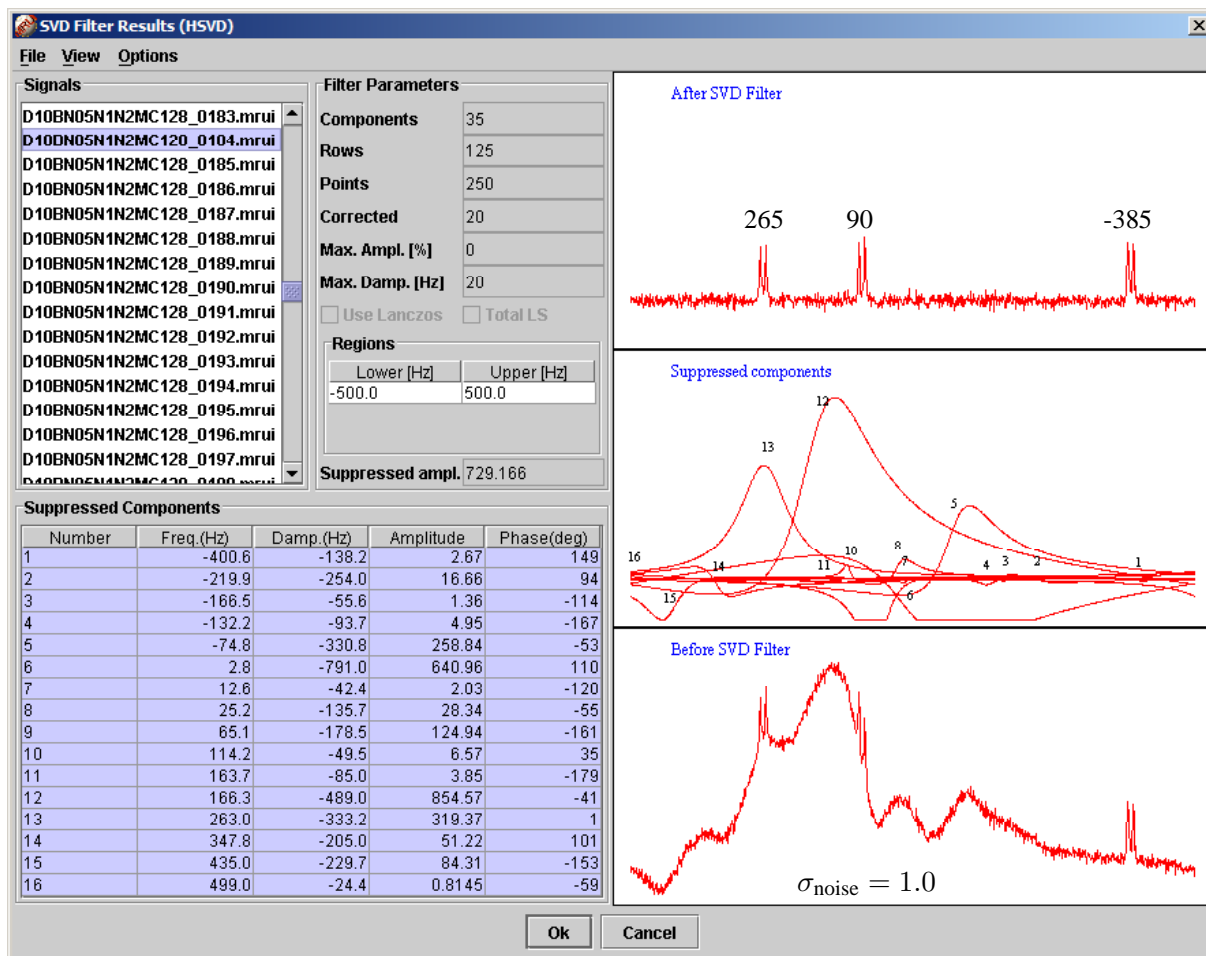 SVD Filter Results (HSVD)
File View Options
Signals
D10BN05N1N2MC128_0183.mrui
D10DN05N1N2MC120_0104.mrui
D10BN05N1N2MC128_0185.mrui
D10BN05N1N2MC128_0186.mrui
D10BN05N1N2MC128_0187.mrui
D10BN05N1N2MC128_0188.mrui
D10BN05N1N2MC128_0189.mrui
D10BN05N1N2MC128_0190.mrui
D10BN05N1N2MC128_0191.mrui
D10BN05N1N2MC128_0192.mrui
D10BN05N1N2MC128_0193.mrui
D10BN05N1N2MC128_0194.mrui
D10BN05N1N2MC128_0195.mrui
D10BN05N1N2MC128_0196.mrui
D10BN05N1N2MC128_0197.mrui
Filter Parameters
Components 35
Rows 125
Points 250
Corrected 20
Max. Ampl. [%] 0
Max. Damp. [Hz] 20
Use Lanczos Total LS
Regions
Lower [Hz] Upper [Hz]
-500.0 500.0
Suppressed ampl. 729.166
Suppressed Components
Number Freq.(Hz) Damp.(Hz) Amplitude Phase(deg)
1 -400.6 -138.2 2.67 149
2 -219.9 -254.0 16.66 94
3 -166.5 -55.6 1.36 -114
4 -132.2 -93.7 4.95 -167
5 -74.8 -330.8 258.84 -53
6 2.8 -791.0 640.96 110
7 12.6 -42.4 2.03 -120
8 25.2 -135.7 28.34 -55
9 65.1 -178.5 124.94 -161
10 114.2 -49.5 6.57 35
11 163.7 -85.0 3.85 -179
12 166.3 -489.0 854.57 -41
13 263.0 -333.2 319.37 1
14 347.8 -205.0 51.22 101
15 435.0 -229.7 84.31 -153
16 499.0 -24.4 0.8145 -59
After SVD Filter
265 90 -385
Suppressed components
12
13
5
16 14 11 10 8 7 4 3 2 1
15 6
Before SVD Filter
σnoise = 1.0
Ok Cancel